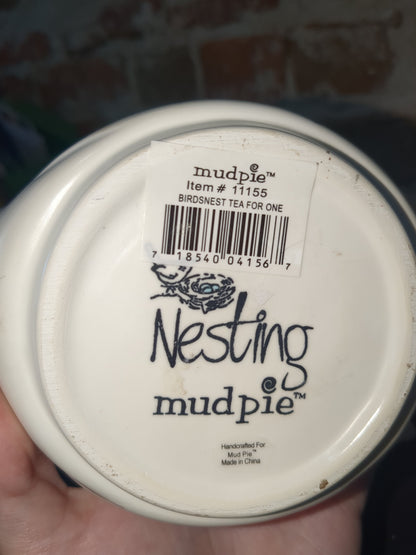 mudpie™
Item # 11155
BIRDSNEST TEA FOR ONE
7 18540 04156 7
Nesting
mudpie™
Handcrafted For
Mud Pie™
Made in China